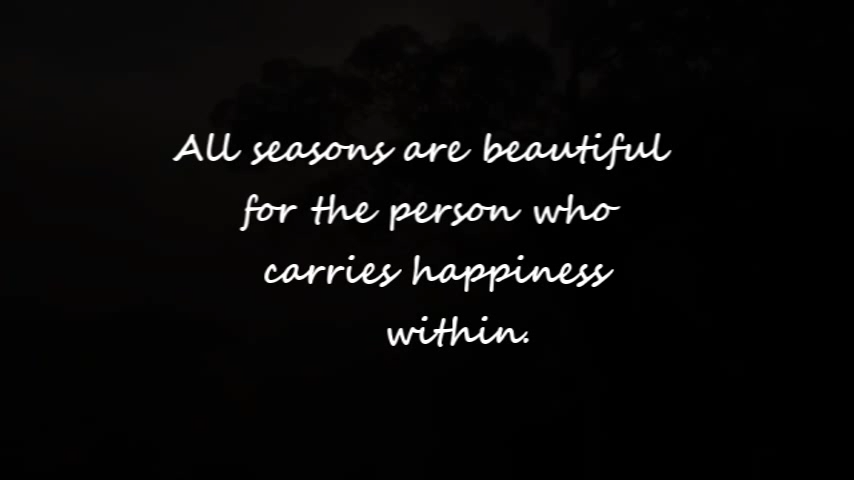 All seasons are beautiful
for the person who
carries happiness
within.